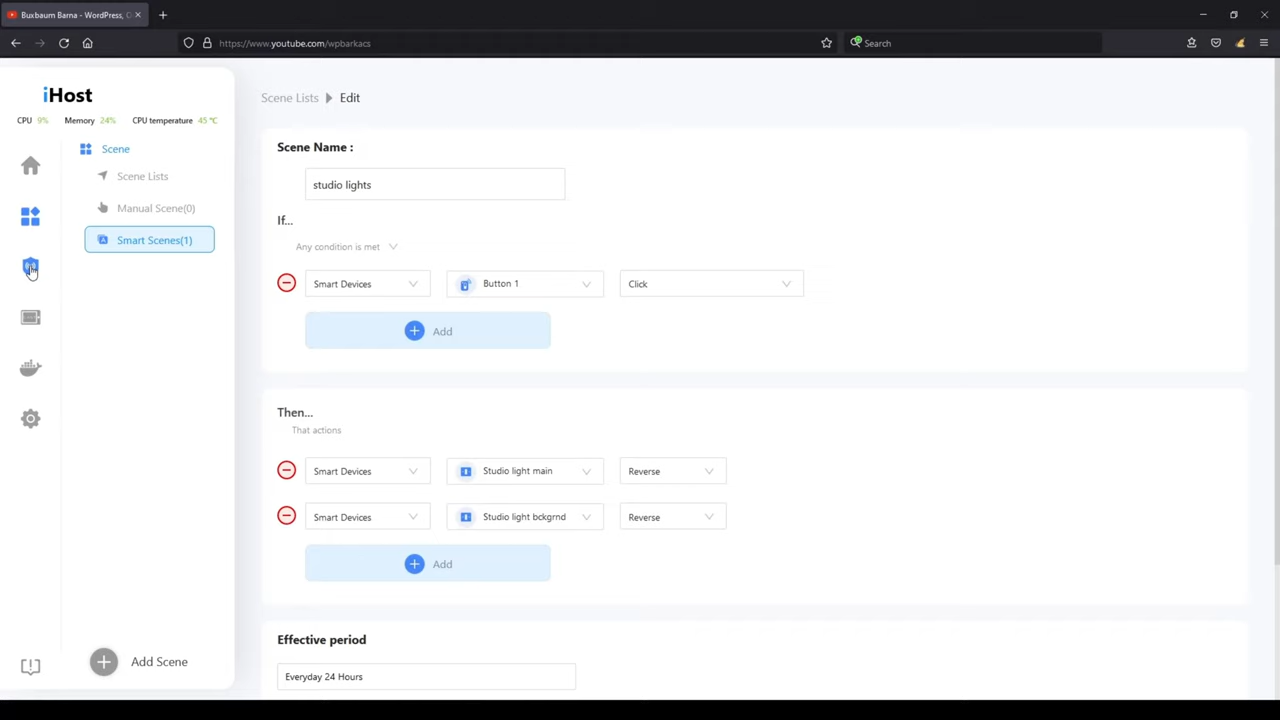 Buxbaum Barna - WordPress, C
https://www.youtube.com/wpbarkacs
Search
iHost
CPU 9% Memory 24% CPU temperature 45 ℃
Scene
Scene Lists
Manual Scene(0)
Smart Scenes(1)
Add Scene
Scene Lists Edit
Scene Name :
studio lights
If...
Any condition is met
Smart Devices Button 1 Click
Add
Then...
That actions
Smart Devices Studio light main Reverse
Smart Devices Studio light bckgrnd Reverse
Add
Effective period
Everyday 24 Hours